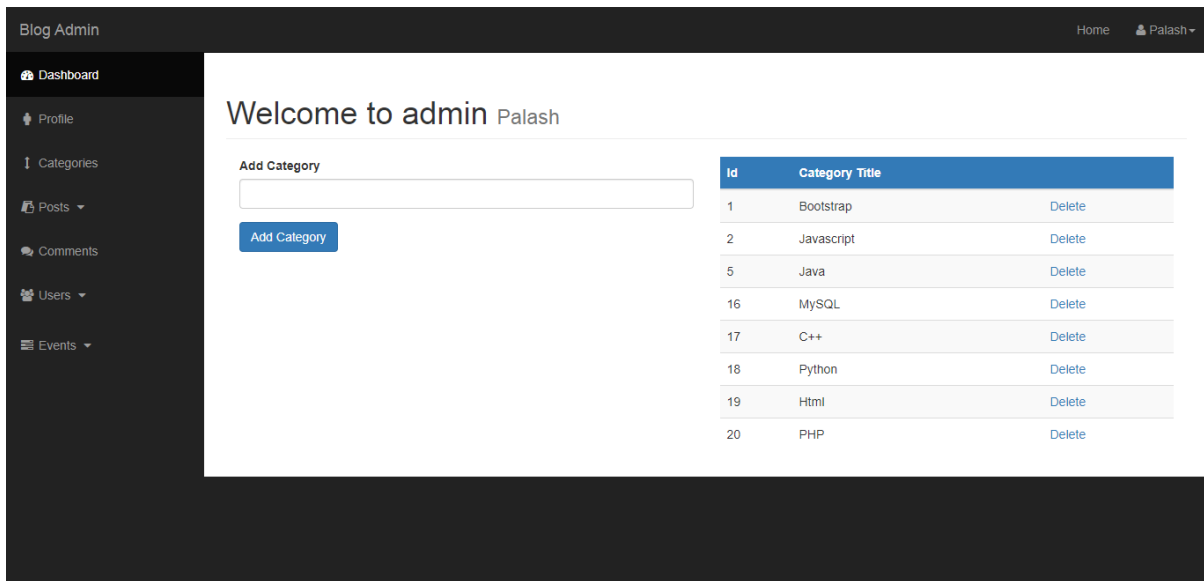 Blog Admin
Home Palash
Dashboard
Profile
Categories
Posts
Comments
Users
Events
Welcome to admin Palash
Add Category
Add Category
Id Category Title
1 Bootstrap Delete
2 Javascript Delete
5 Java Delete
16 MySQL Delete
17 C++ Delete
18 Python Delete
19 Html Delete
20 PHP Delete